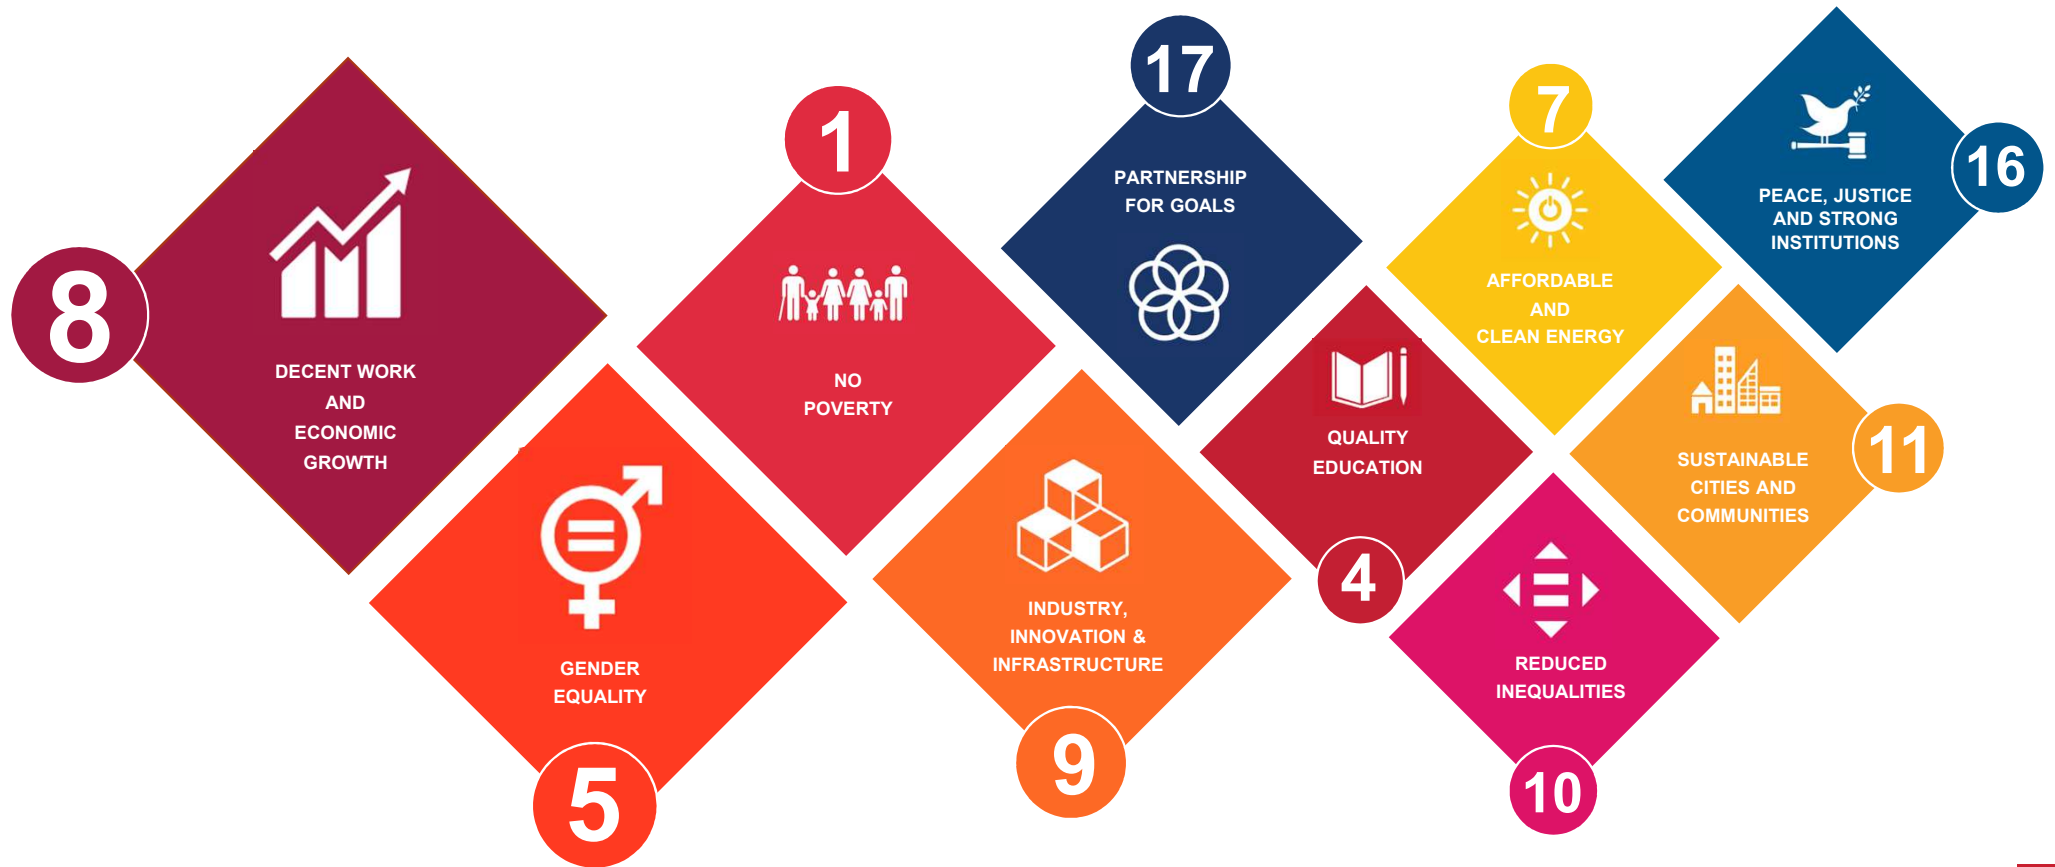 8
DECENT WORK
AND
ECONOMIC
GROWTH
5
GENDER
EQUALITY
1
NO
POVERTY
9
INDUSTRY,
INNOVATION &
INFRASTRUCTURE
17
PARTNERSHIP
FOR GOALS
4
QUALITY
EDUCATION
7
AFFORDABLE
AND
CLEAN ENERGY
10
REDUCED
INEQUALITIES
16
PEACE, JUSTICE
AND STRONG
INSTITUTIONS
11
SUSTAINABLE
CITIES AND
COMMUNITIES